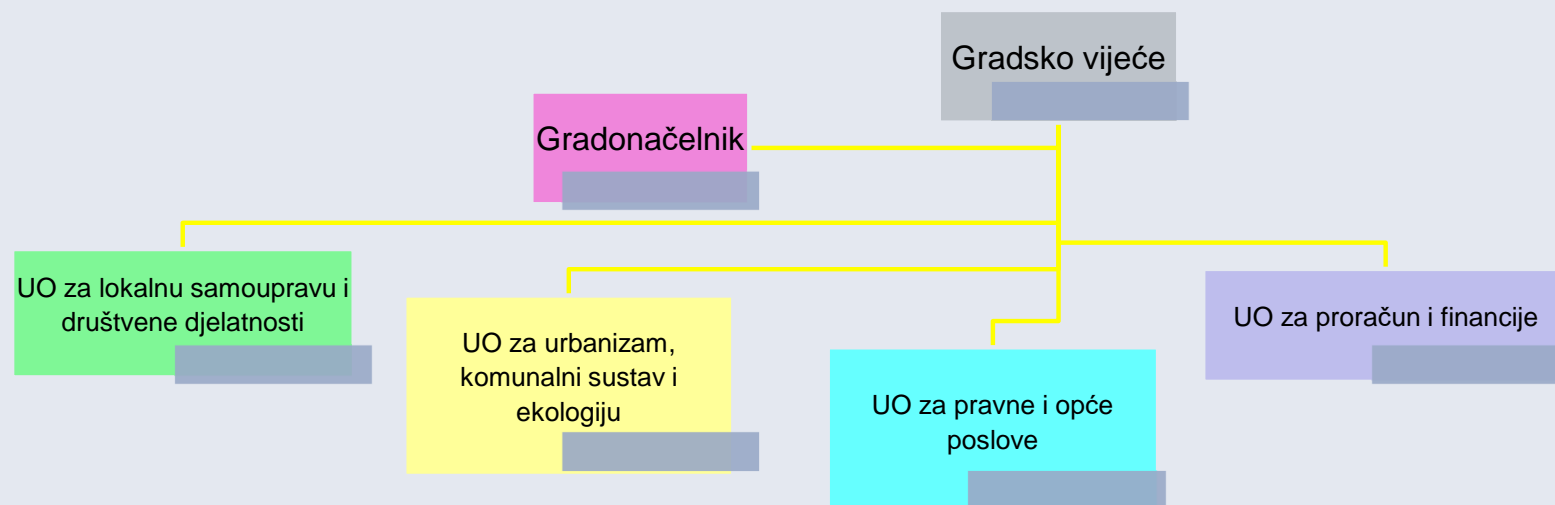 Gradsko vijeće
Gradonačelnik
UO za lokalnu samoupravu i
društvene djelatnosti
UO za urbanizam,
komunalni sustav i
ekologiju
UO za pravne i opće
poslove
UO za proračun i financije